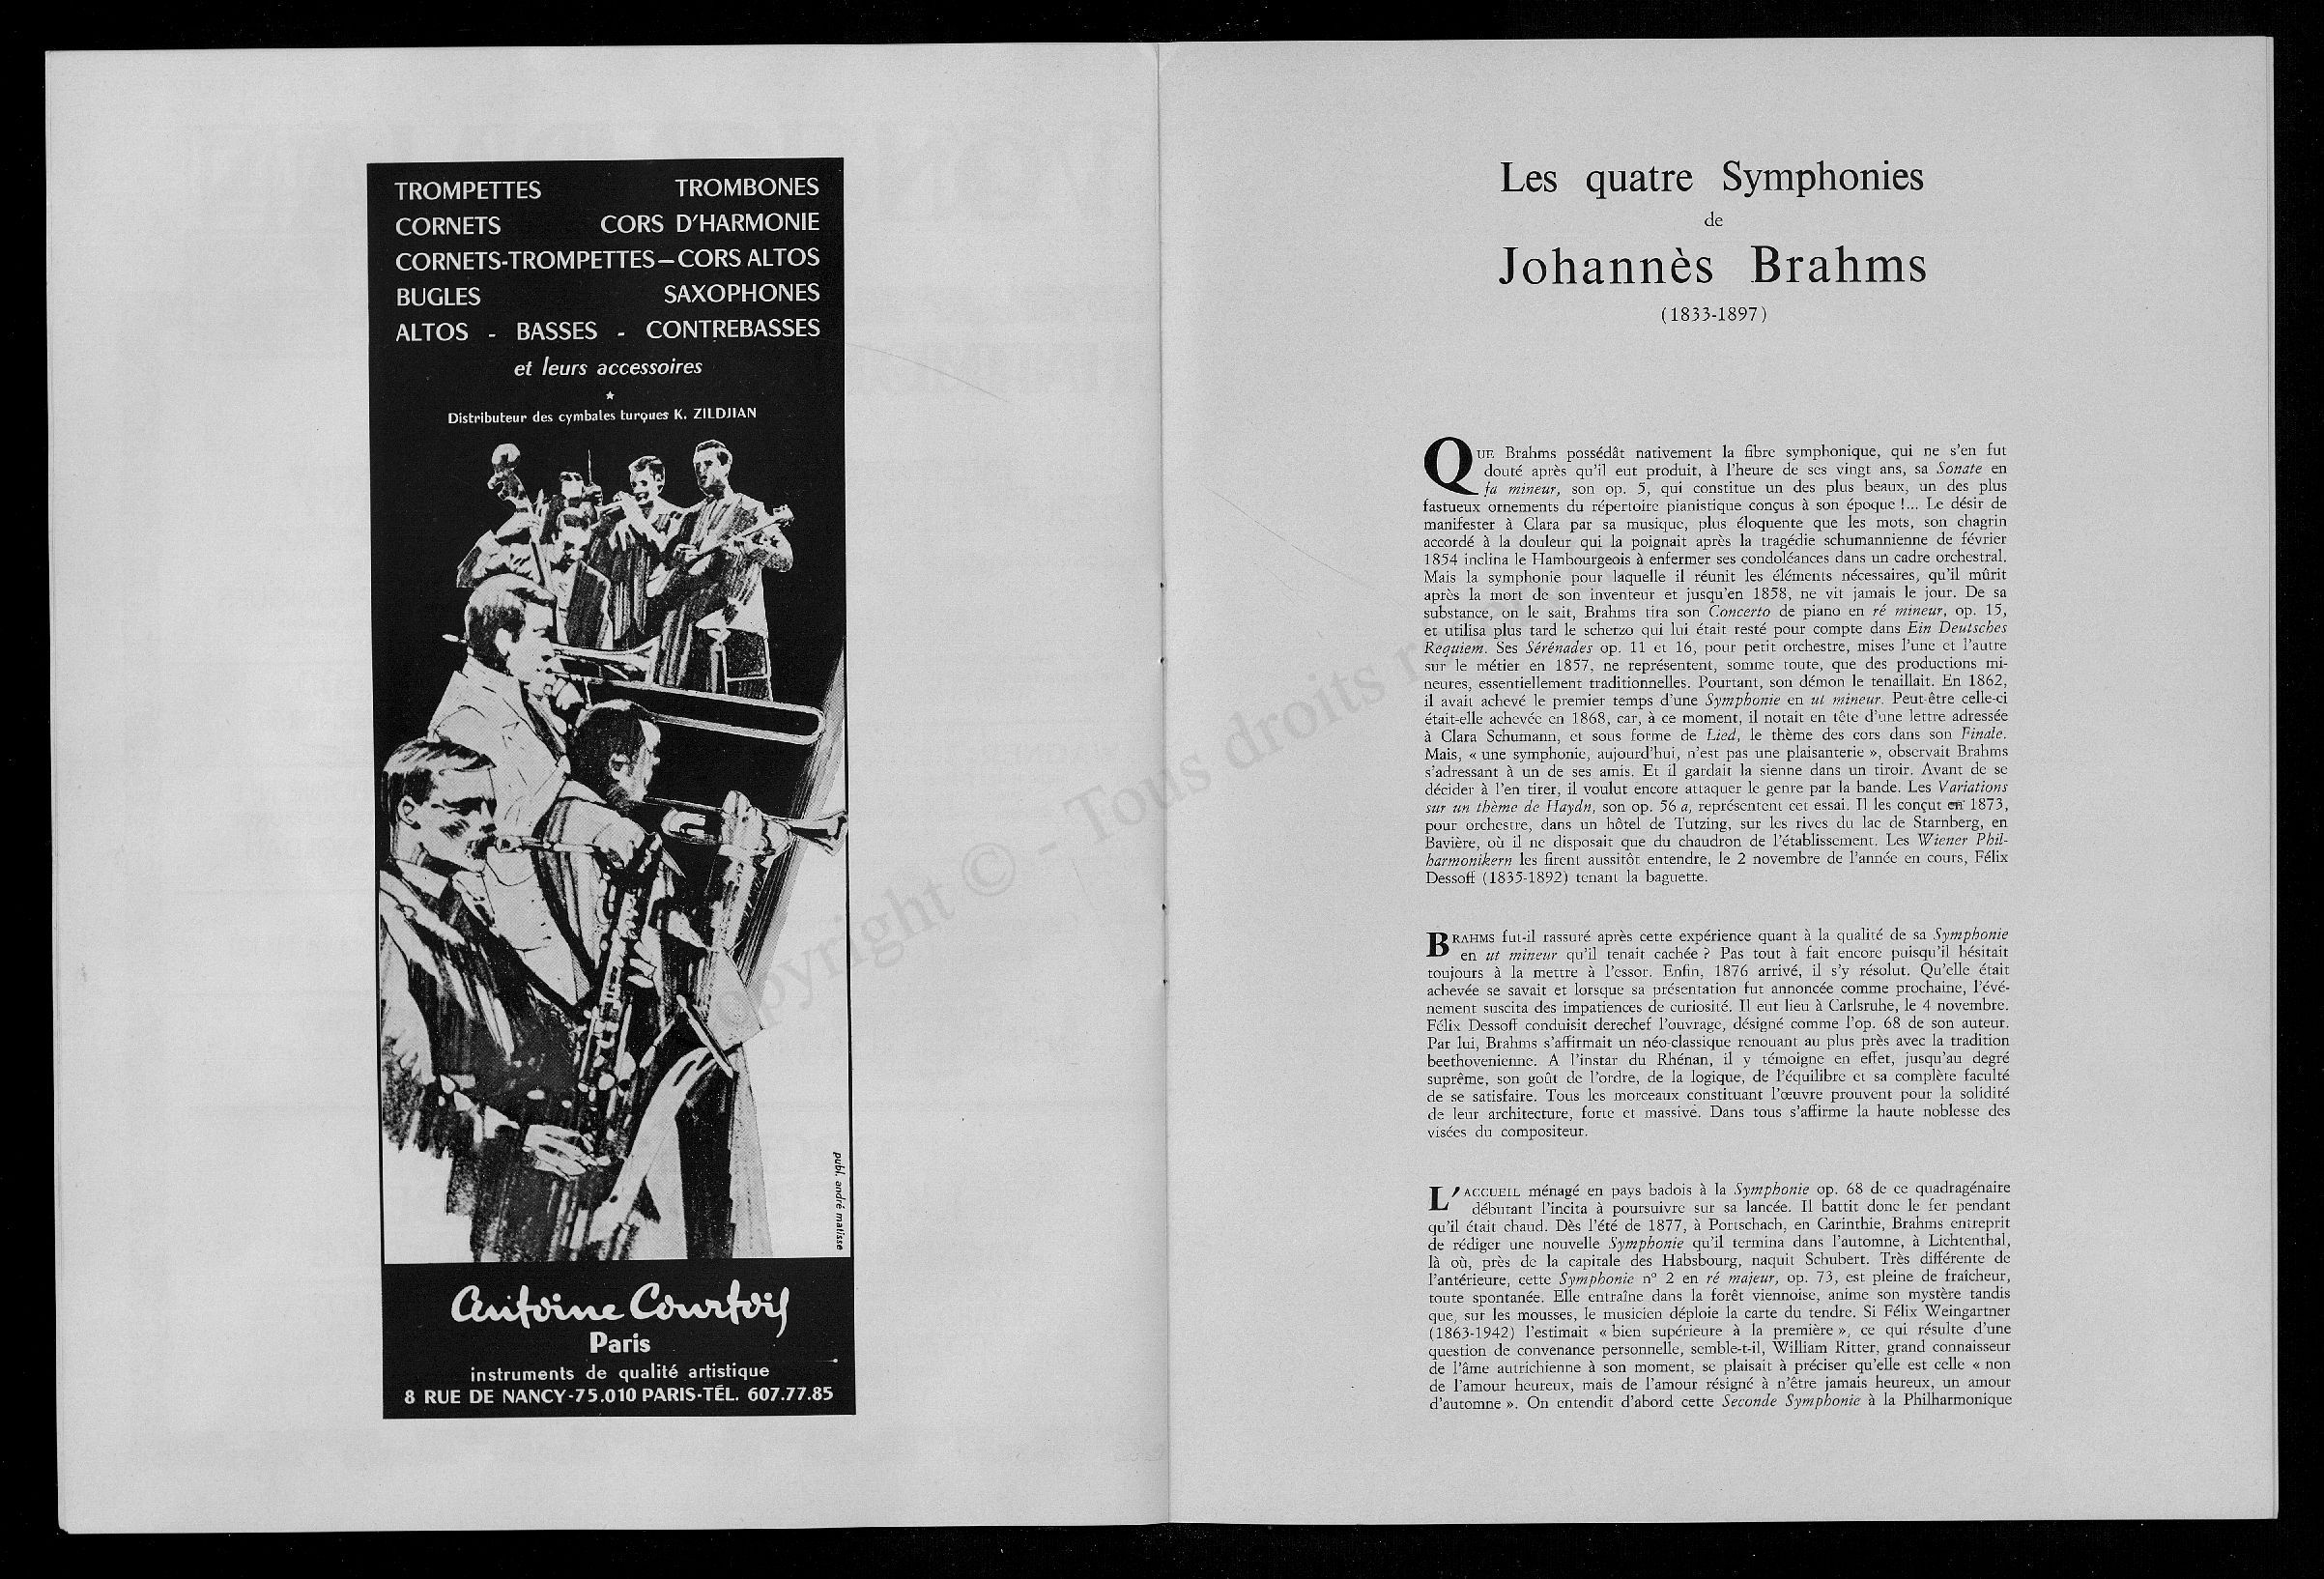 TROMPETTES TROMBONES
CORNETS CORS D'HARMONIE
CORNETS-TROMPETTES–CORS ALTOS
BUGLES SAXOPHONES
ALTOS - BASSES - CONTREBASSES
et leurs accessoires
Distributeur des cymbales turques K. ZILDJIAN
publ. andré matisse
Antoine Courtois
Paris
instruments de qualité artistique
8 RUE DE NANCY-75.010 PARIS-TÉL. 607.77.85
Les quatre Symphonies
de
Johannès Brahms
(1833-1897)
QUE Brahms possédât nativement la fibre symphonique, qui ne s'en fut
douté après qu'il eut produit, à l'heure de ses vingt ans, sa Sonate en
fa mineur, son op. 5, qui constitue un des plus beaux, un des plus
fastueux ornements du répertoire pianistique conçus à son époque !... Le désir de
manifester à Clara par sa musique, plus éloquente que les mots, son chagrin
accordé à la douleur qui la poignait après la tragédie schumannienne de février
1854 inclina le Hambourgeois à enfermer ses condoléances dans un cadre orchestral.
Mais la symphonie pour laquelle il réunit les éléments nécessaires, qu'il mûrit
après la mort de son inventeur et jusqu'en 1858, ne vit jamais le jour. De sa
substance, on le sait, Brahms tira son Concerto de piano en ré mineur, op. 15,
et utilisa plus tard le scherzo qui lui était resté pour compte dans Ein Deutsches
Requiem. Ses Sérénades op. 11 et 16, pour petit orchestre, mises l'une et l'autre
sur le métier en 1857, ne représentent, somme toute, que des productions mi-
neures, essentiellement traditionnelles. Pourtant, son démon le tenaillait. En 1862,
il avait achevé le premier temps d'une Symphonie en ut mineur. Peut-être celle-ci
était-elle achevée en 1868, car, à ce moment, il notait en tête d'une lettre adressée
à Clara Schumann, et sous forme de Lied, le thème des cors dans son Finale.
Mais, « une symphonie, aujourd'hui, n'est pas une plaisanterie », observait Brahms
s'adressant à un de ses amis. Et il gardait la sienne dans un tiroir. Avant de se
décider à l'en tirer, il voulut encore attaquer le genre par la bande. Les Variations
sur un thème de Haydn, son op. 56 a, représentent cet essai. Il les conçut en 1873,
pour orchestre, dans un hôtel de Tutzing, sur les rives du lac de Starnberg, en
Bavière, où il ne disposait que du chaudron de l'établissement. Les Wiener Phil-
harmonikern les firent aussitôt entendre, le 2 novembre de l'année en cours, Félix
Dessoff (1835-1892) tenant la baguette.
BRAHMS fut-il rassuré après cette expérience quant à la qualité de sa Symphonie
en ut mineur qu'il tenait cachée ? Pas tout à fait encore puisqu'il hésitait
toujours à la mettre à l'essor. Enfin, 1876 arrivé, il s'y résolut. Qu'elle était
achevée se savait et lorsque sa présentation fut annoncée comme prochaine, l'évé-
nement suscita des impatiences de curiosité. Il eut lieu à Carlsruhe, le 4 novembre.
Félix Dessoff conduisit derechef l'ouvrage, désigné comme l'op. 68 de son auteur.
Par lui, Brahms s'affirmait un néo-classique renouant au plus près avec la tradition
beethovenienne. A l'instar du Rhénan, il y témoigne en effet, jusqu'au degré
suprême, son goût de l'ordre, de la logique, de l'équilibre et sa complète faculté
de se satisfaire. Tous les morceaux constituant l'œuvre prouvent pour la solidité
de leur architecture, forte et massive. Dans tous s'affirme la haute noblesse des
visées du compositeur.
L'ACCUEIL ménagé en pays badois à la Symphonie op. 68 de ce quadragénaire
débutant l'incita à poursuivre sur sa lancée. Il battit donc le fer pendant
qu'il était chaud. Dès l'été de 1877, à Portschach, en Carinthie, Brahms entreprit
de rédiger une nouvelle Symphonie qu'il termina dans l'automne, à Lichtenthal,
là où, près de la capitale des Habsbourg, naquit Schubert. Très différente de
l'antérieure, cette Symphonie n° 2 en ré majeur, op. 73, est pleine de fraîcheur,
toute spontanée. Elle entraîne dans la forêt viennoise, anime son mystère tandis
que, sur les mousses, le musicien déploie la carte du tendre. Si Félix Weingartner
(1863-1942) l'estimait « bien supérieure à la première », ce qui résulte d'une
question de convenance personnelle, semble-t-il, William Ritter, grand connaisseur
de l'âme autrichienne à son moment, se plaisait à préciser qu'elle est celle « non
de l'amour heureux, mais de l'amour résigné à n'être jamais heureux, un amour
d'automne ». On entendit d'abord cette Seconde Symphonie à la Philharmonique
opyright © - Tous droits r